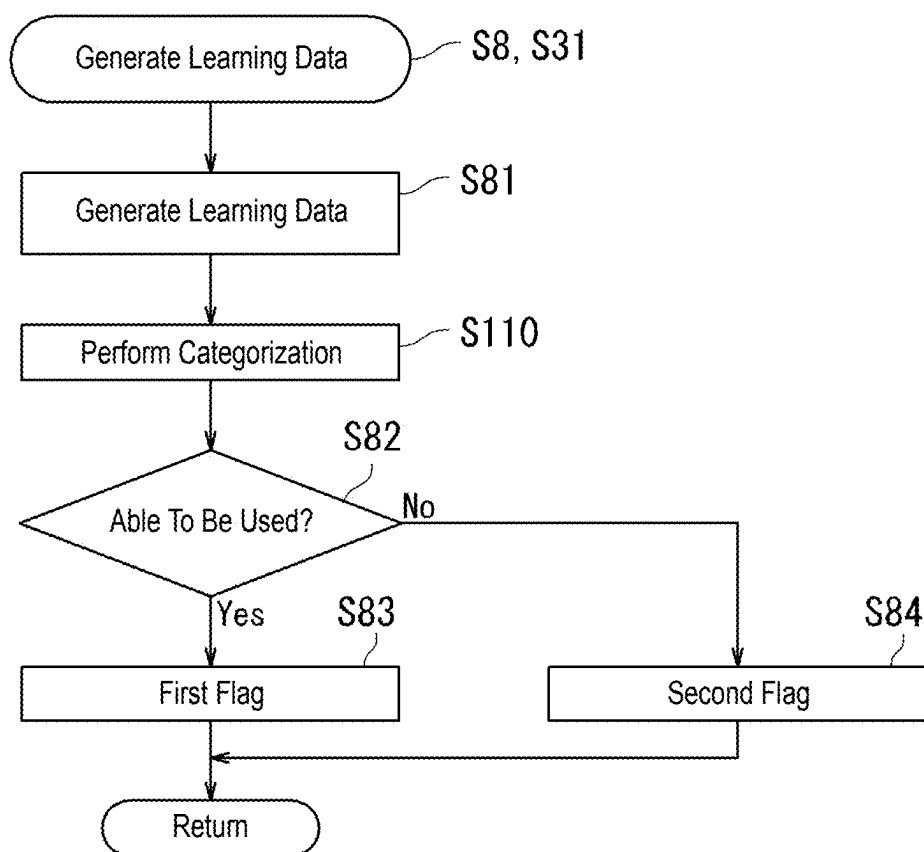 Generate Learning Data
S8, S31
Generate Learning Data
S81
Perform Categorization
S110
Able To Be Used?
S82
No
Yes
S83
First Flag
S84
Second Flag
Return